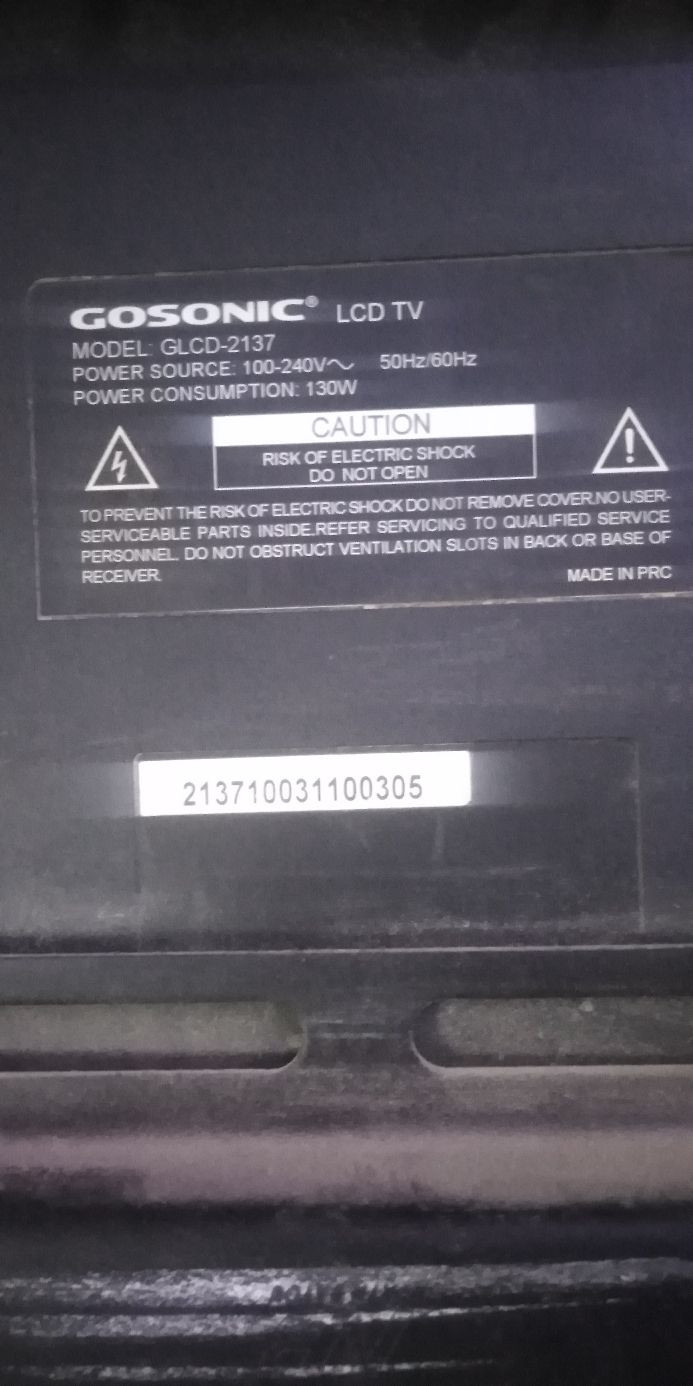 GOSONIC® LCD TV
MODEL: GLCD-2137
POWER SOURCE: 100-240V～ 50Hz/60Hz
POWER CONSUMPTION: 130W
CAUTION
RISK OF ELECTRIC SHOCK
DO NOT OPEN
TO PREVENT THE RISK OF ELECTRIC SHOCK DO NOT REMOVE COVER.NO USER-
SERVICEABLE PARTS INSIDE.REFER SERVICING TO QUALIFIED SERVICE
PERSONNEL. DO NOT OBSTRUCT VENTILATION SLOTS IN BACK OR BASE OF
RECEIVER.
MADE IN PRC
213710031100305